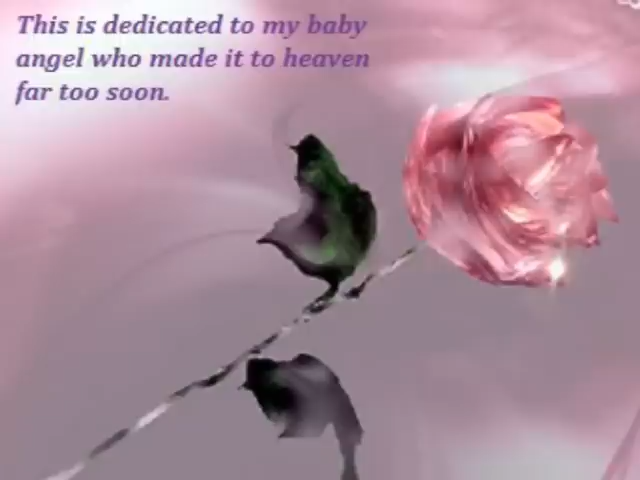 This is dedicated to my baby
angel who made it to heaven
far too soon.